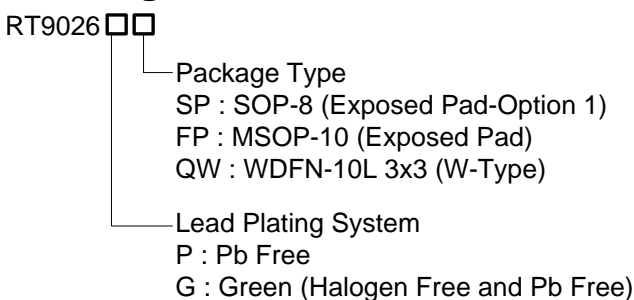 RT9026
Package Type
SP : SOP-8 (Exposed Pad-Option 1)
FP : MSOP-10 (Exposed Pad)
QW : WDFN-10L 3x3 (W-Type)
Lead Plating System
P : Pb Free
G : Green (Halogen Free and Pb Free)